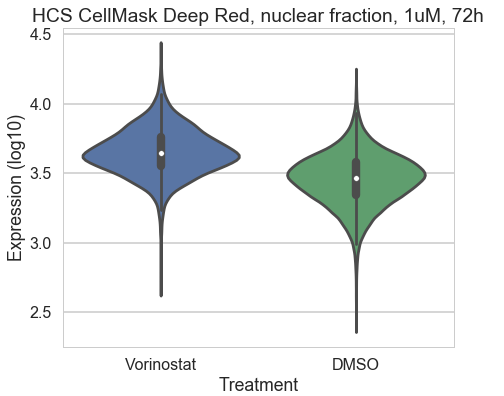 HCS CellMask Deep Red, nuclear fraction, 1uM, 72h
4.5
4.0
3.5
3.0
2.5
Expression (log10)
Vorinostat DMSO
Treatment